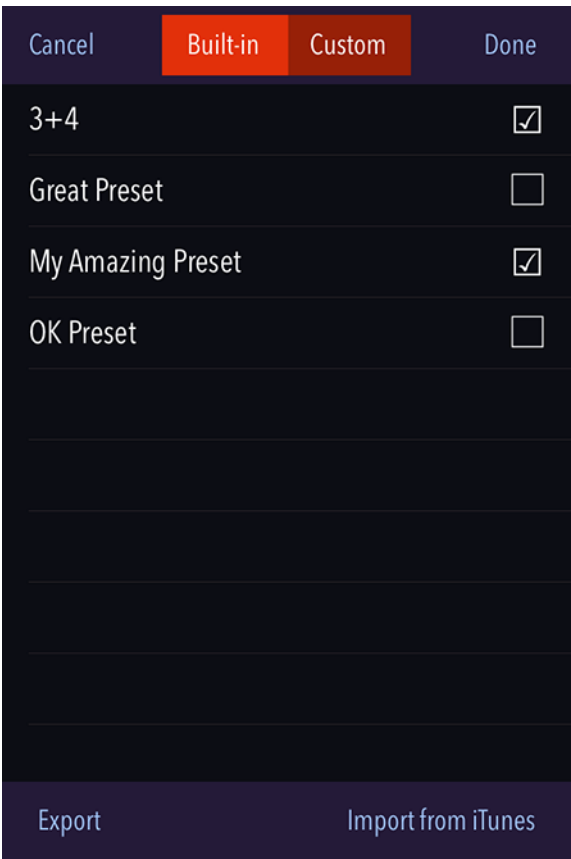 Cancel Built-in Custom Done
3+4
Great Preset
My Amazing Preset
OK Preset
Export Import from iTunes